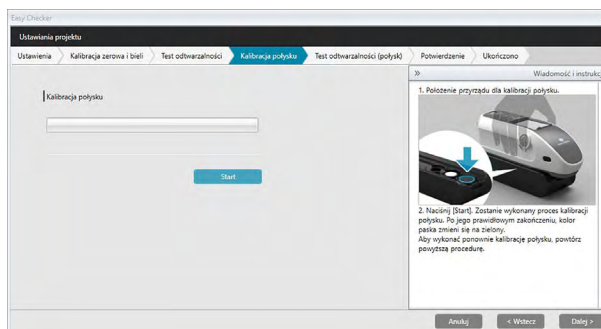 Easy Checker
Ustawiania projektu
Ustawienia
Kalibracja zerowa i bieli
Test odtwarzalności
Kalibracja połysku
Test odtwarzalności (połysk)
Potwierdzenie
Ukończono
Kalibracja połysku
Start
» Wiadomość i instrukc
1. Położenie przyrządu dla kalibracji połysku.
2. Naciśnij [Start]. Zostanie wykonany proces kalibracji
połysku. Po jego prawidłowym zakończeniu, kolor
paska zmieni się na zielony.
Aby wykonać ponownie kalibrację połysku, powtórz
powyższą procedurę.
Anuluj
< Wstecz
Dalej >